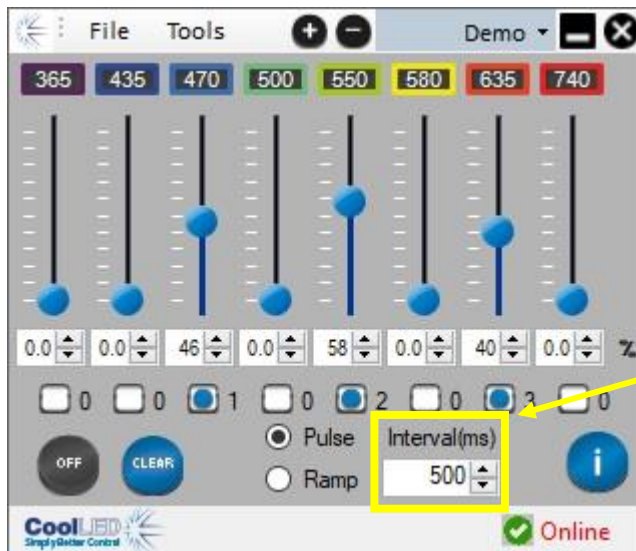 File Tools + - Demo
365 435 470 500 550 580 635 740
0.0 0.0 46 0.0 58 0.0 40 0.0 %
0 0 1 0 2 0 3 0
OFF CLEAR Pulse Interval(ms) i
Ramp 500
CoolLED Online
Simply Better Control